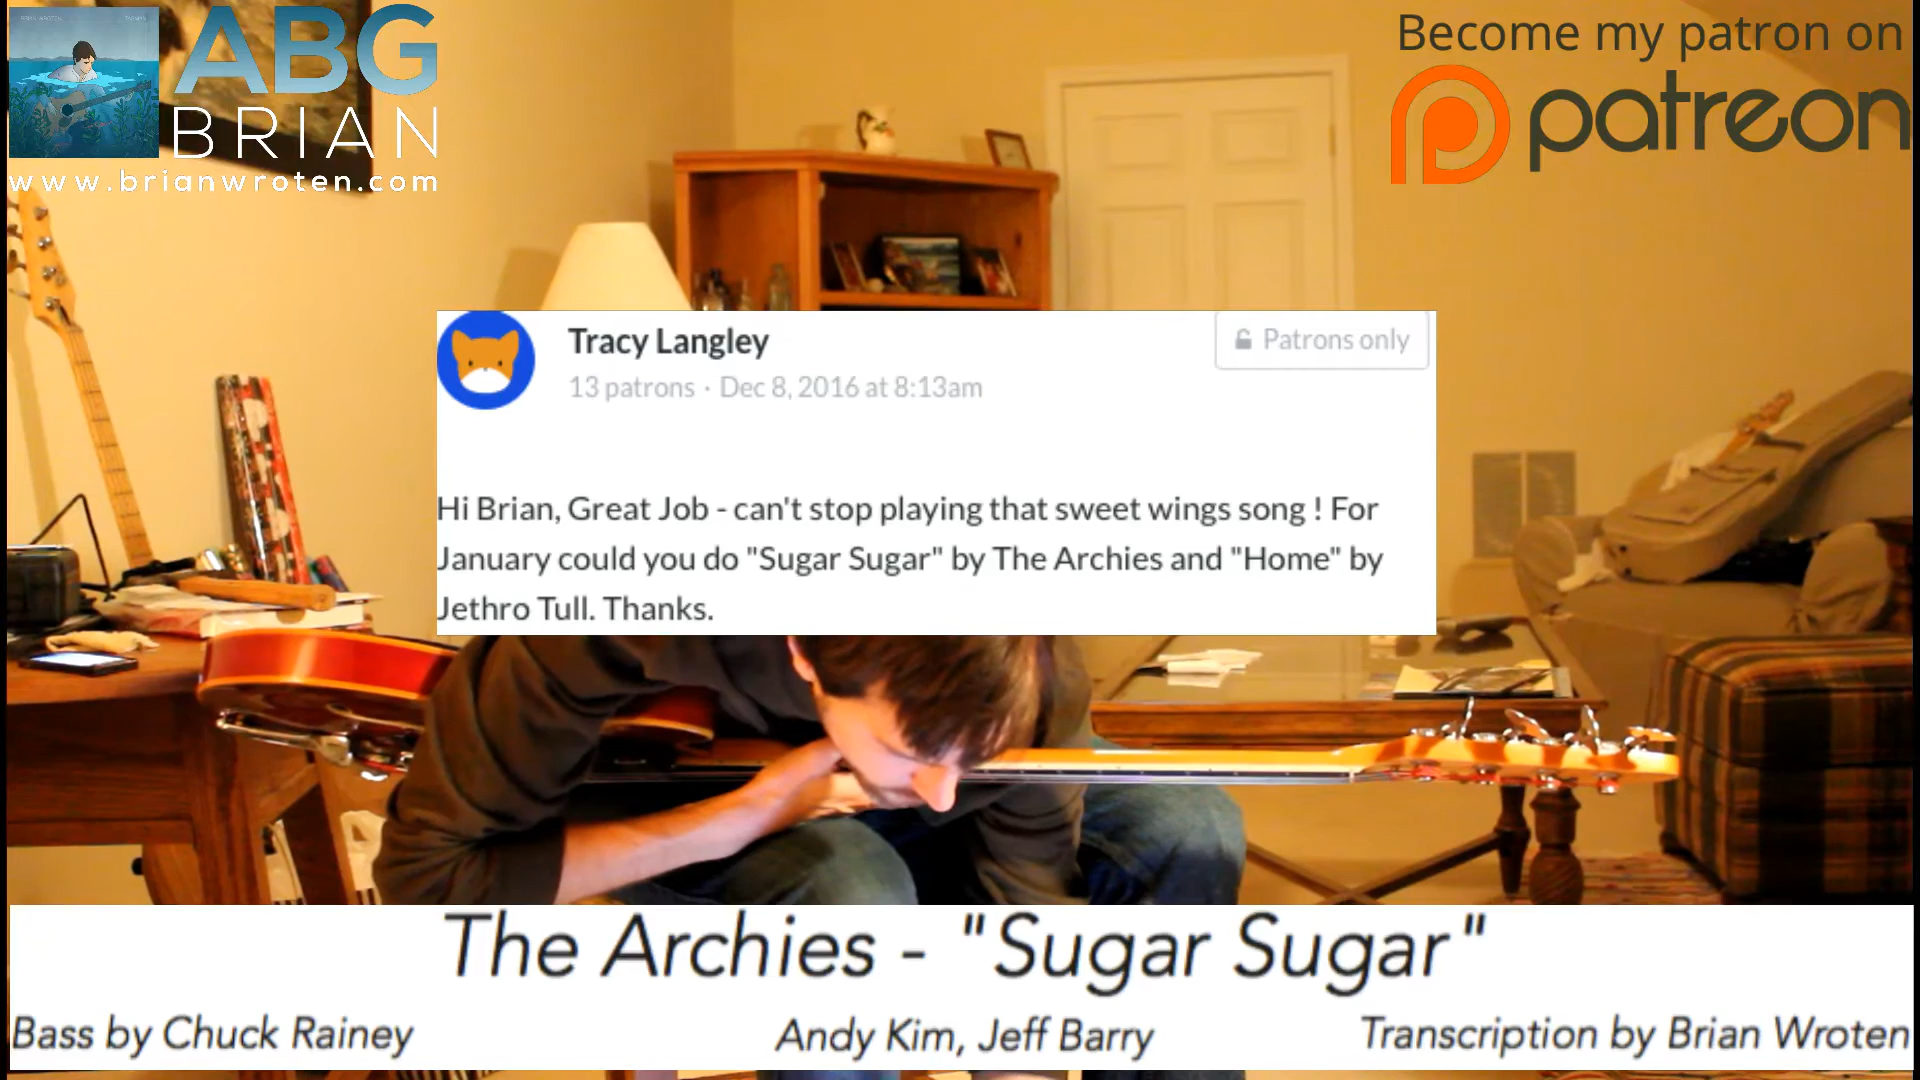 ABG
BRIAN
www.brianwroten.com
Become my patron on
patreon
Tracy Langley
Patrons only
13 patrons · Dec 8, 2016 at 8:13am
Hi Brian, Great Job - can't stop playing that sweet wings song ! For
January could you do "Sugar Sugar" by The Archies and "Home" by
Jethro Tull. Thanks.
The Archies - "Sugar Sugar"
Bass by Chuck Rainey
Andy Kim, Jeff Barry
Transcription by Brian Wroten